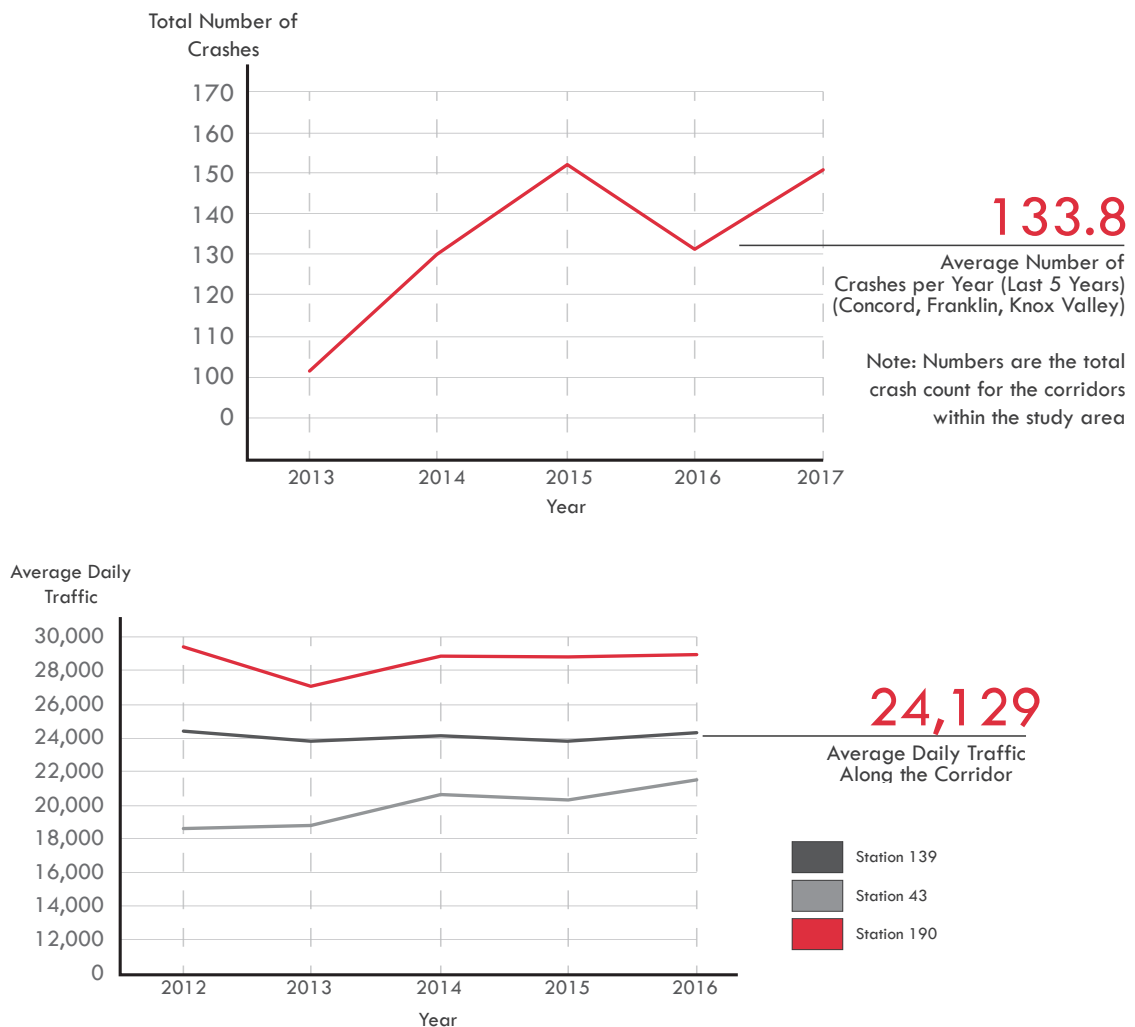 Total Number of
Crashes
170
160
150
140
130
120
110
100
0
2013 2014 2015 2016 2017
Year
133.8
Average Number of
Crashes per Year (Last 5 Years)
(Concord, Franklin, Knox Valley)
Note: Numbers are the total
crash count for the corridors
within the study area
Average Daily
Traffic
30,000
28,000
26,000
24,000
22,000
20,000
18,000
16,000
14,000
12,000
0
2012 2013 2014 2015 2016
Year
24,129
Average Daily Traffic
Along the Corridor
Station 139
Station 43
Station 190